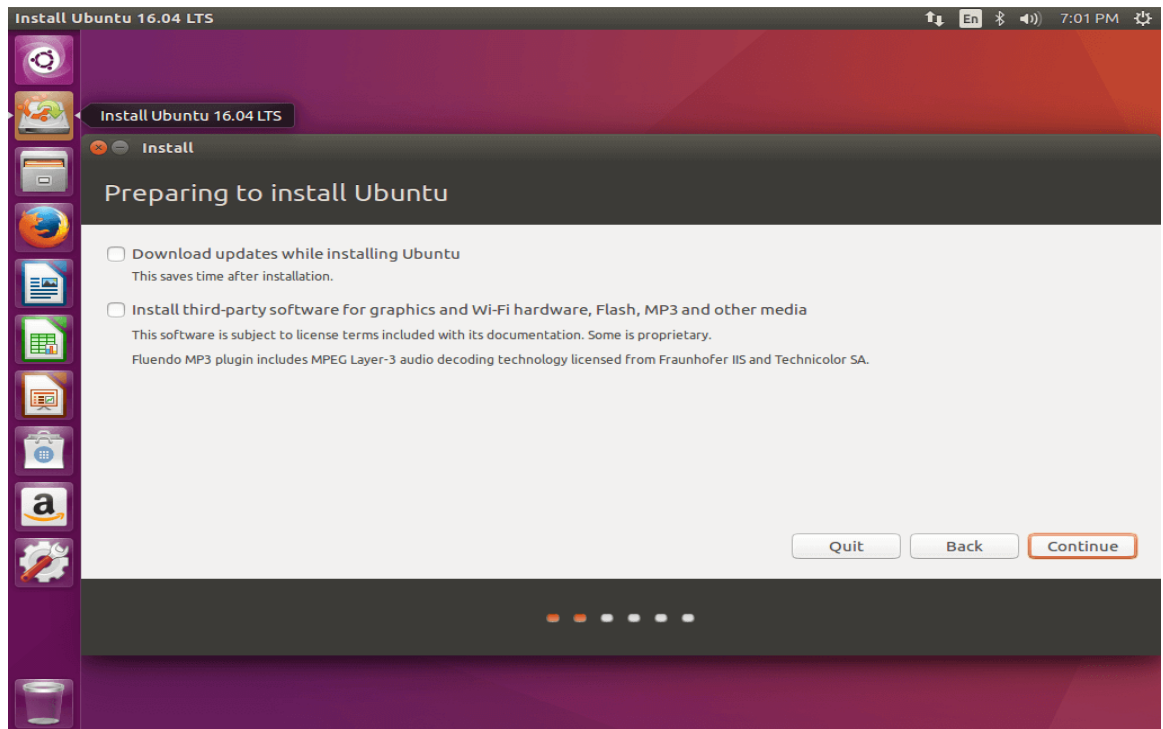 Install Ubuntu 16.04 LTS En 7:01 PM
Install Ubuntu 16.04 LTS
Install
Preparing to install Ubuntu
Download updates while installing Ubuntu
This saves time after installation.
Install third-party software for graphics and Wi-Fi hardware, Flash, MP3 and other media
This software is subject to license terms included with its documentation. Some is proprietary.
Fluendo MP3 plugin includes MPEG Layer-3 audio decoding technology licensed from Fraunhofer IIS and Technicolor SA.
a
Quit Back Continue